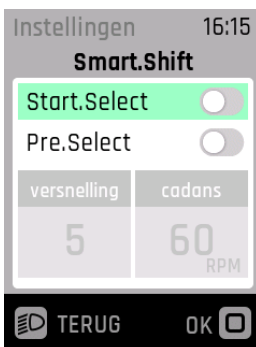 Instellingen 16:15
Smart.Shift
Start.Select
Pre.Select
versnelling cadans
5 60
RPM
TERUG OK